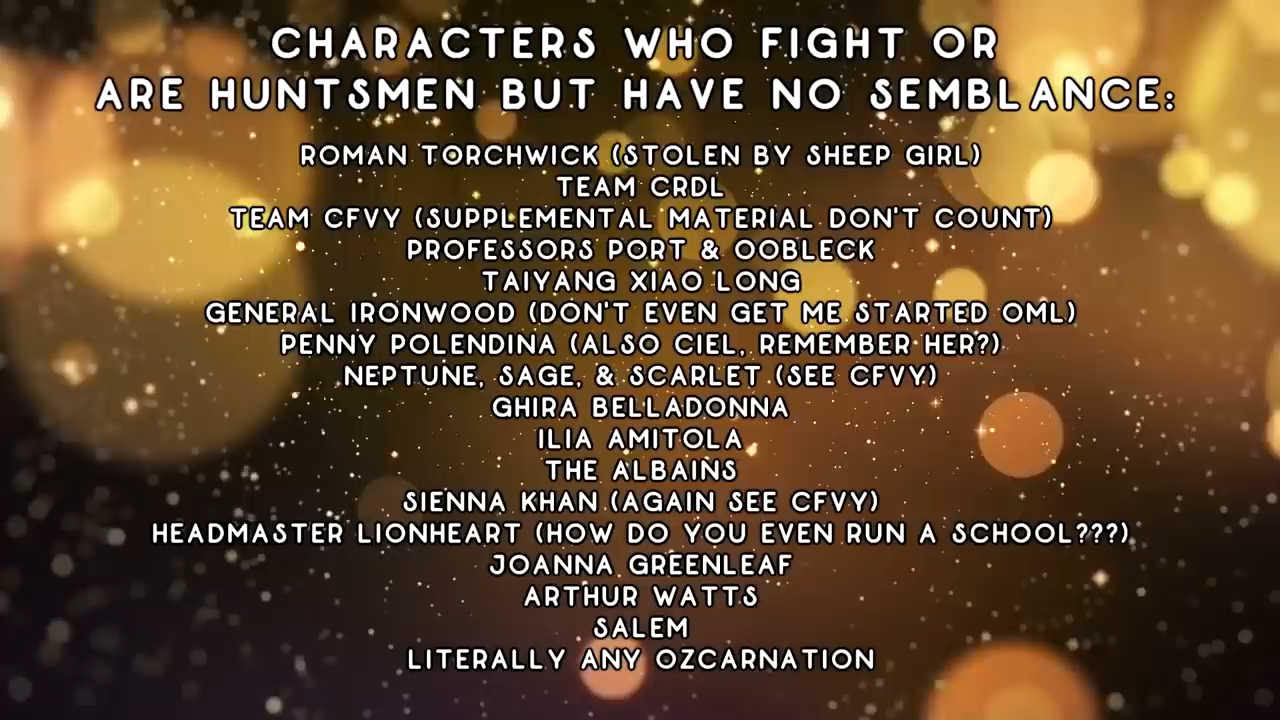 CHARACTERS WHO FIGHT OR
ARE HUNTSMEN BUT HAVE NO SEMBLANCE:
ROMAN TORCHWICK (STOLEN BY SHEEP GIRL)
TEAM CRDL
TEAM CFVY (SUPPLEMENTAL MATERIAL DON'T COUNT)
PROFESSORS PORT & OOBLECK
TAIYANG XIAO LONG
GENERAL IRONWOOD (DON'T EVEN GET ME STARTED OML)
PENNY POLENDINA (ALSO CIEL, REMEMBER HER?)
NEPTUNE, SAGE, & SCARLET (SEE CFVY)
GHIRA BELLADONNA
ILIA AMITOLA
THE ALBAINS
SIENNA KHAN (AGAIN SEE CFVY)
HEADMASTER LIONHEART (HOW DO YOU EVEN RUN A SCHOOL???)
JOANNA GREENLEAF
ARTHUR WATTS
SALEM
LITERALLY ANY OZCARNATION